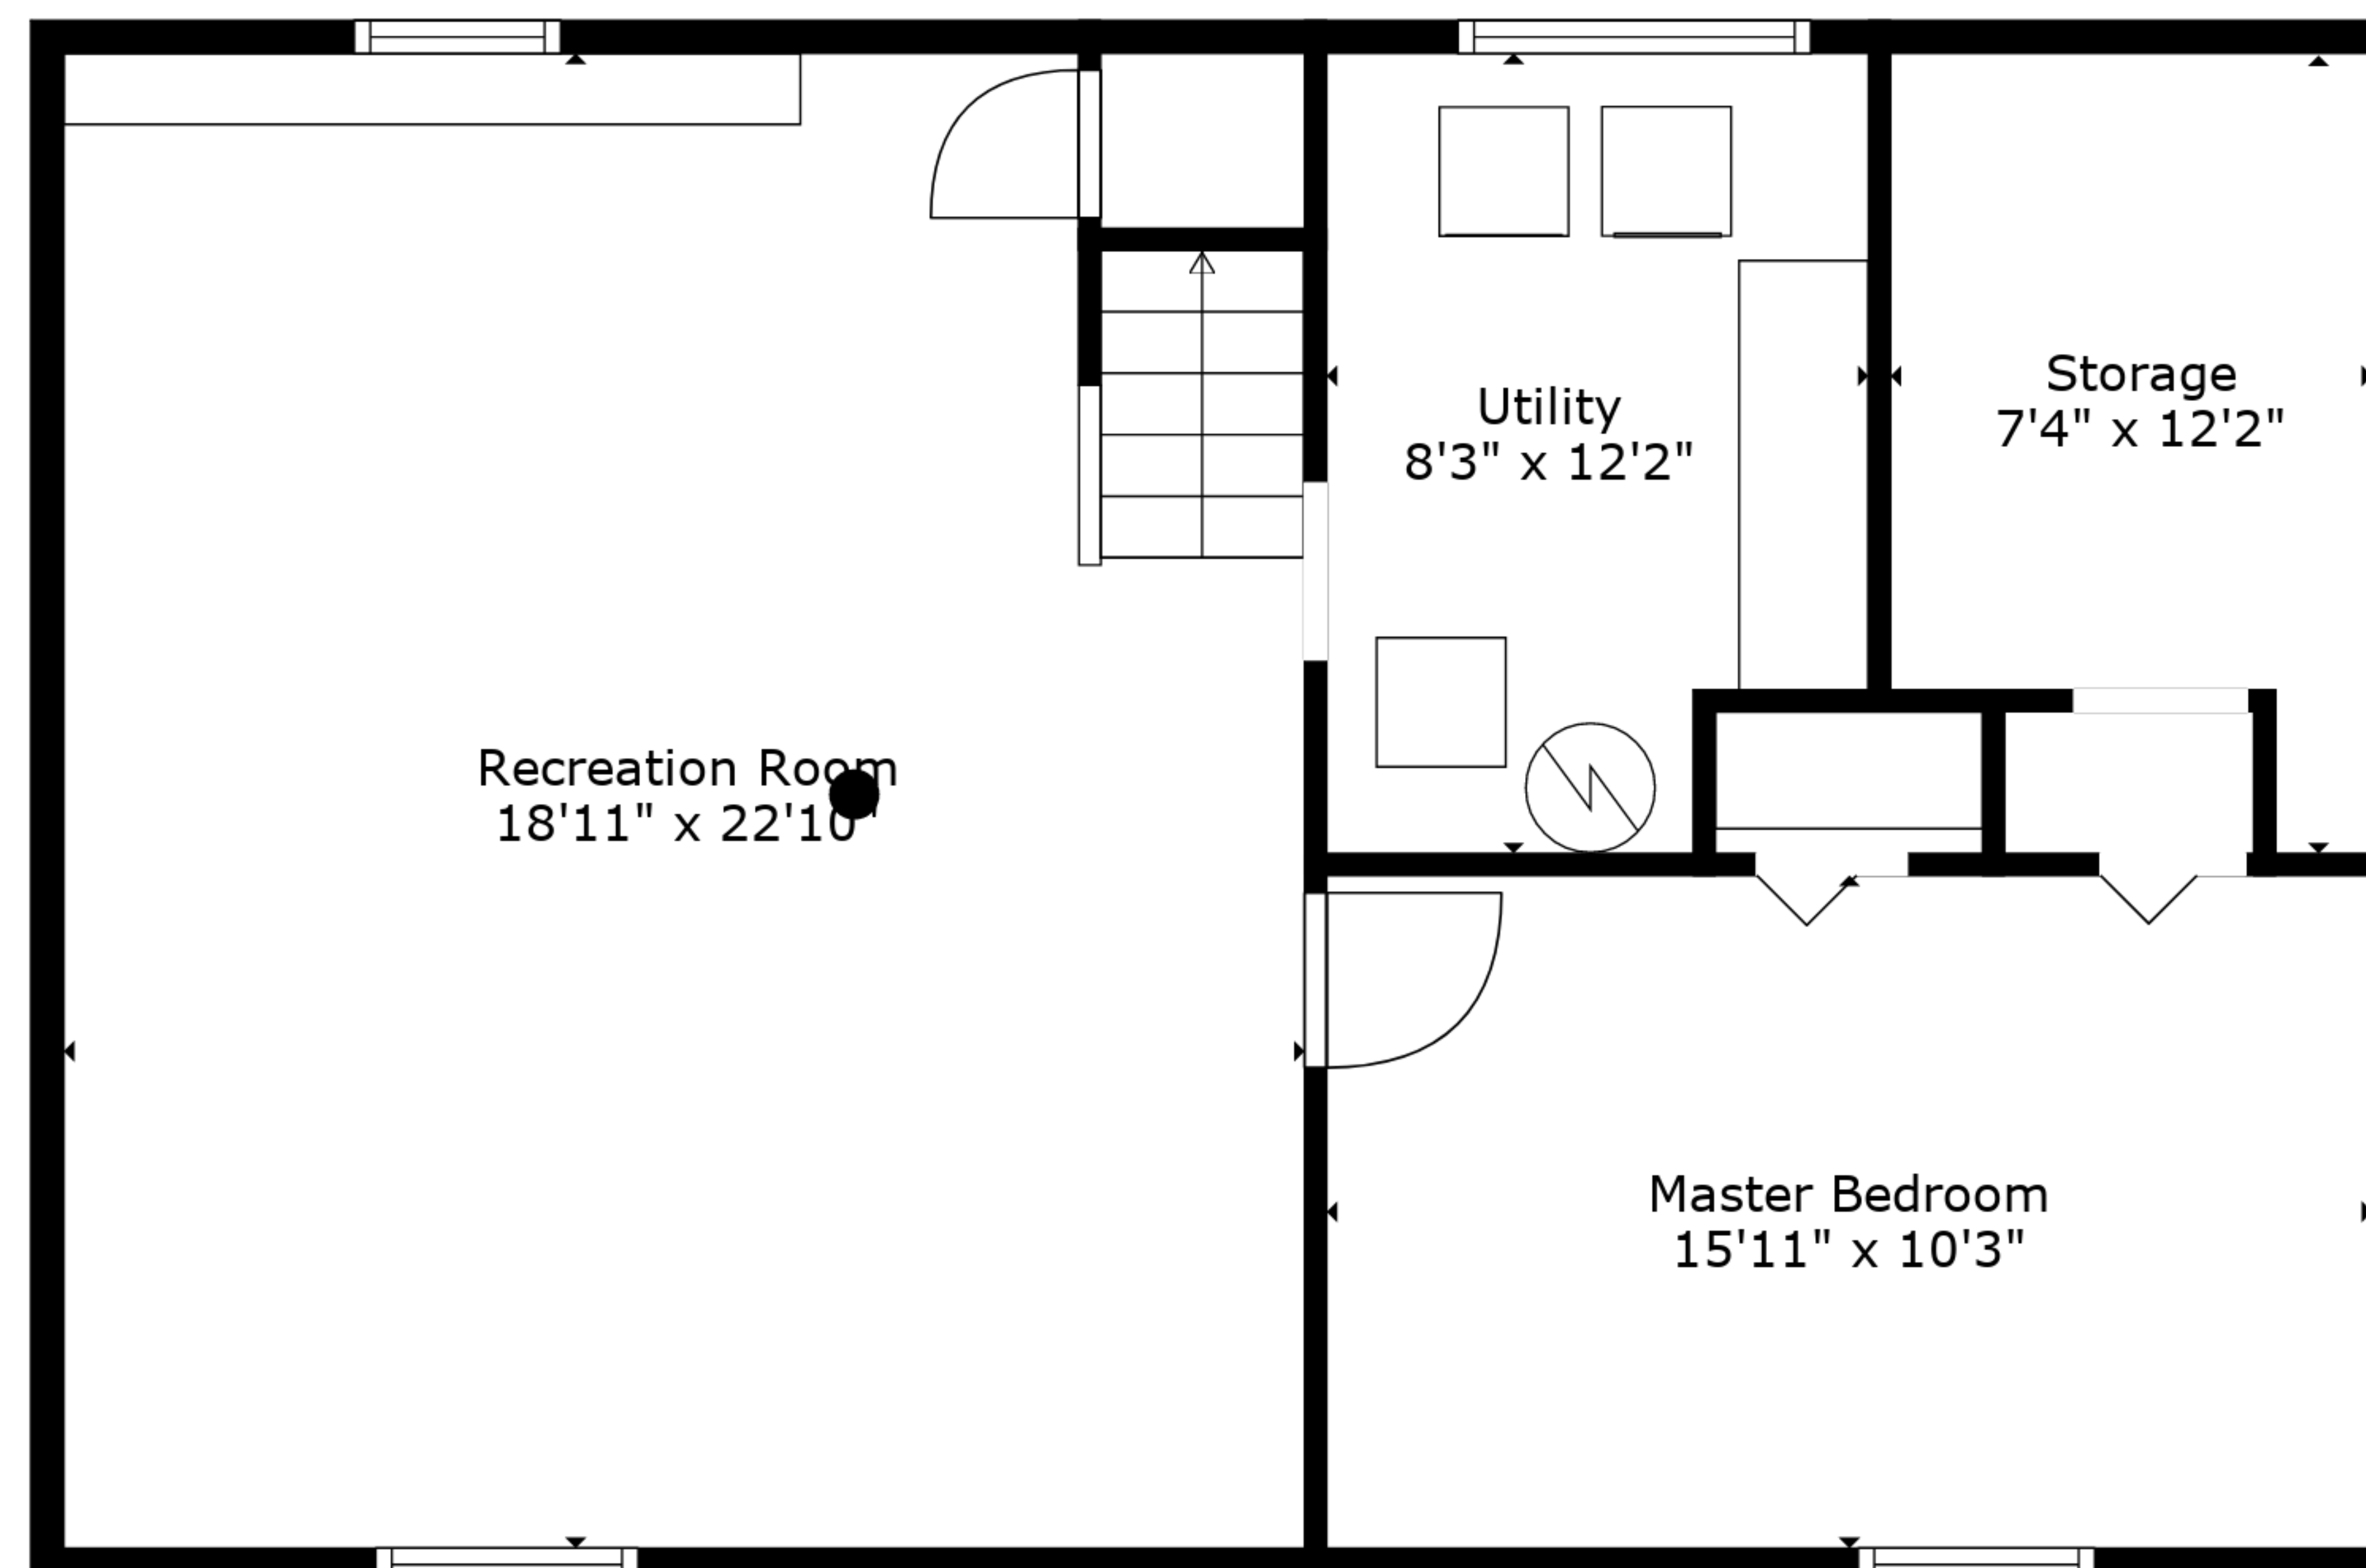 Recreation Room
18'11" x 22'10"
Utility
8'3" x 12'2"
Storage
7'4" x 12'2"
Master Bedroom
15'11" x 10'3"